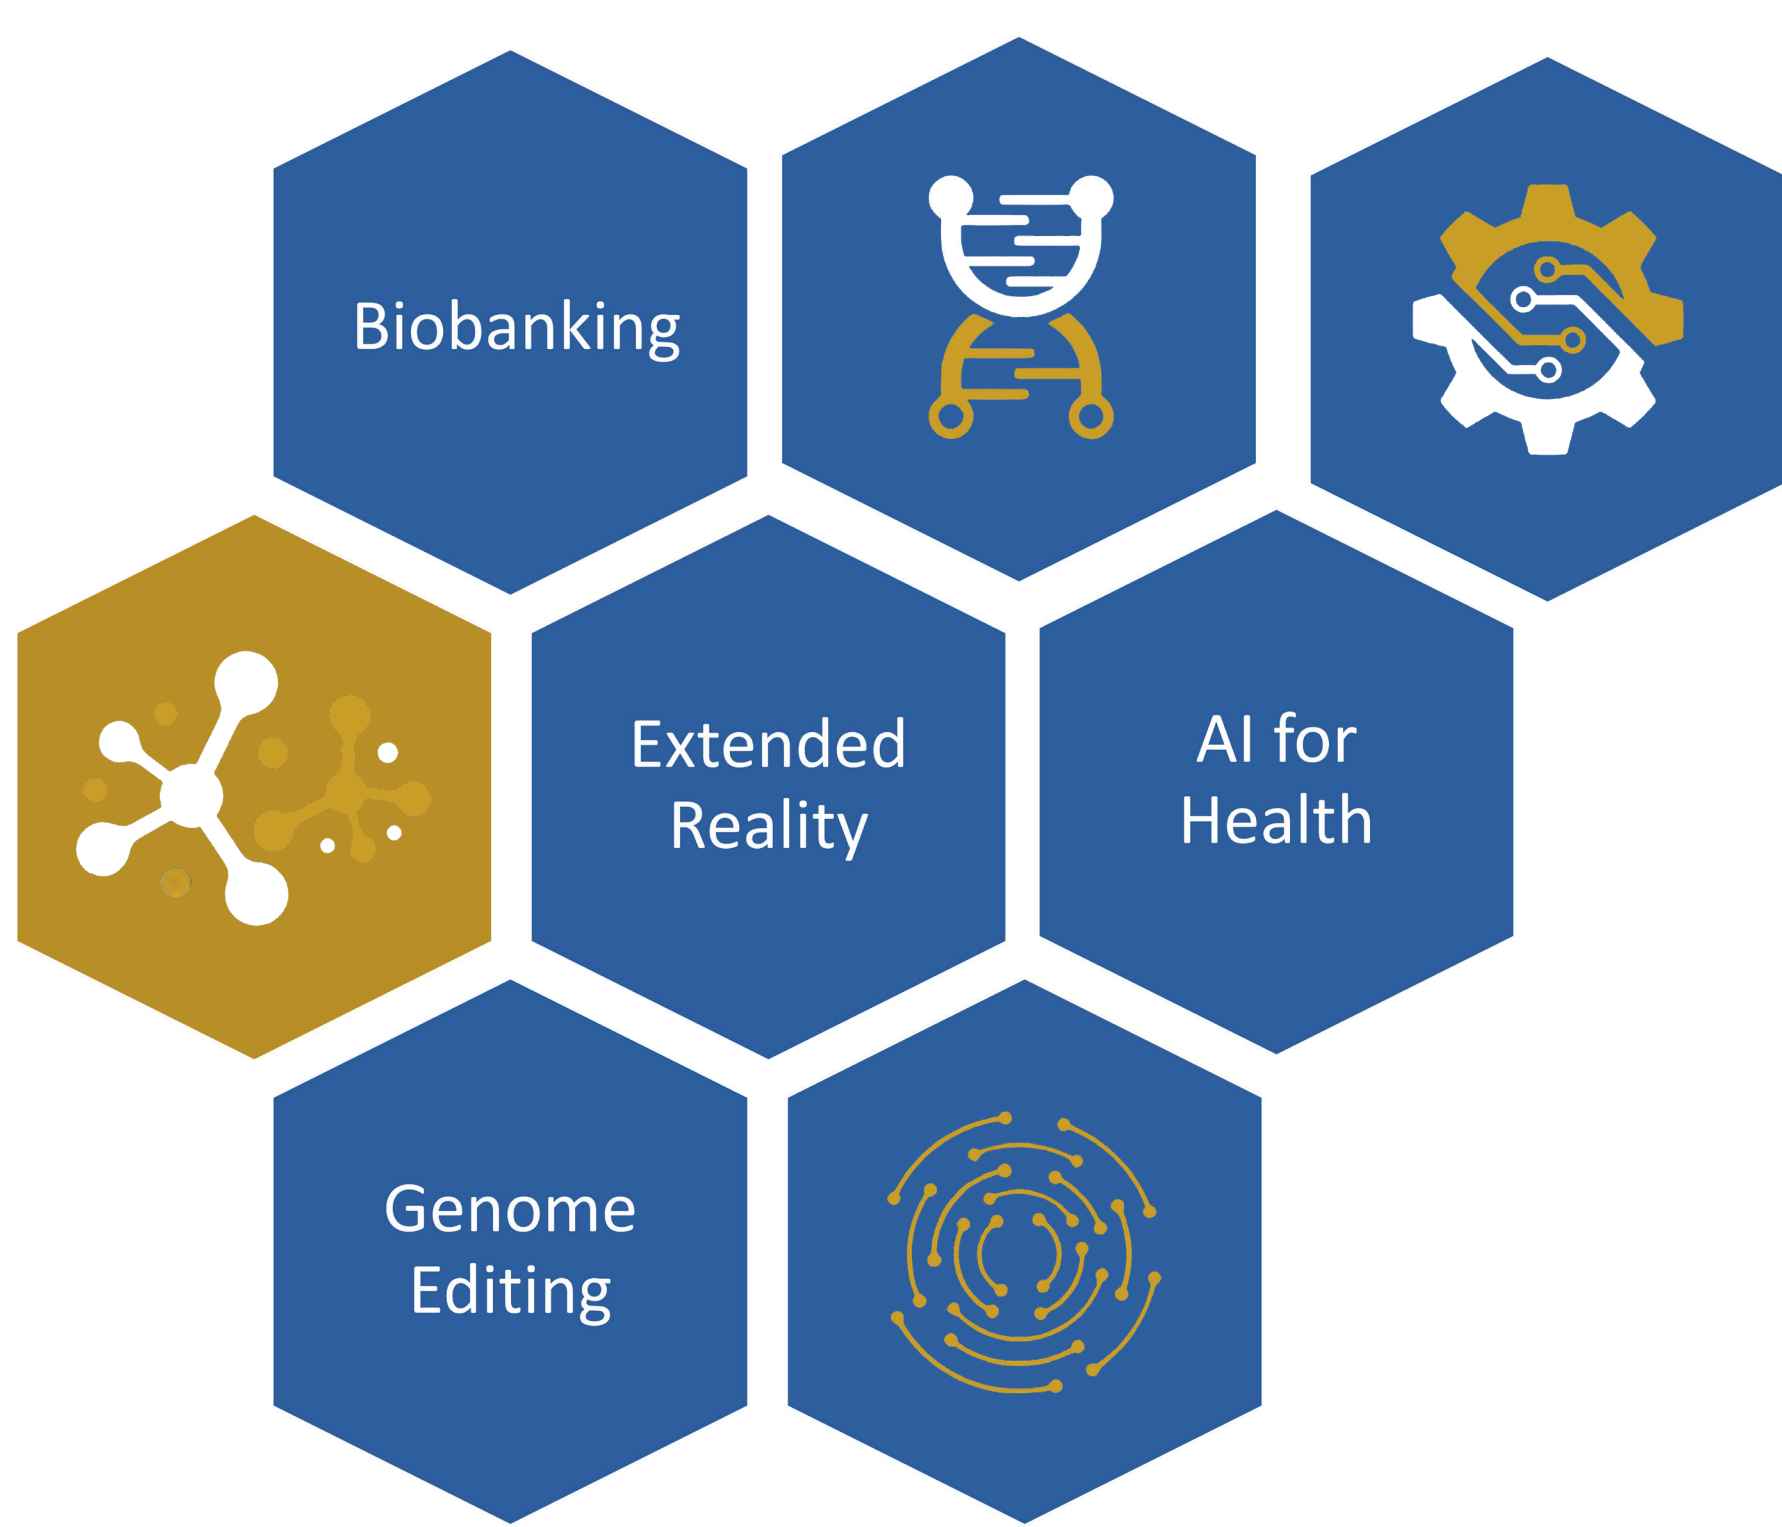 Biobanking
Extended
Reality
AI for
Health
Genome
Editing